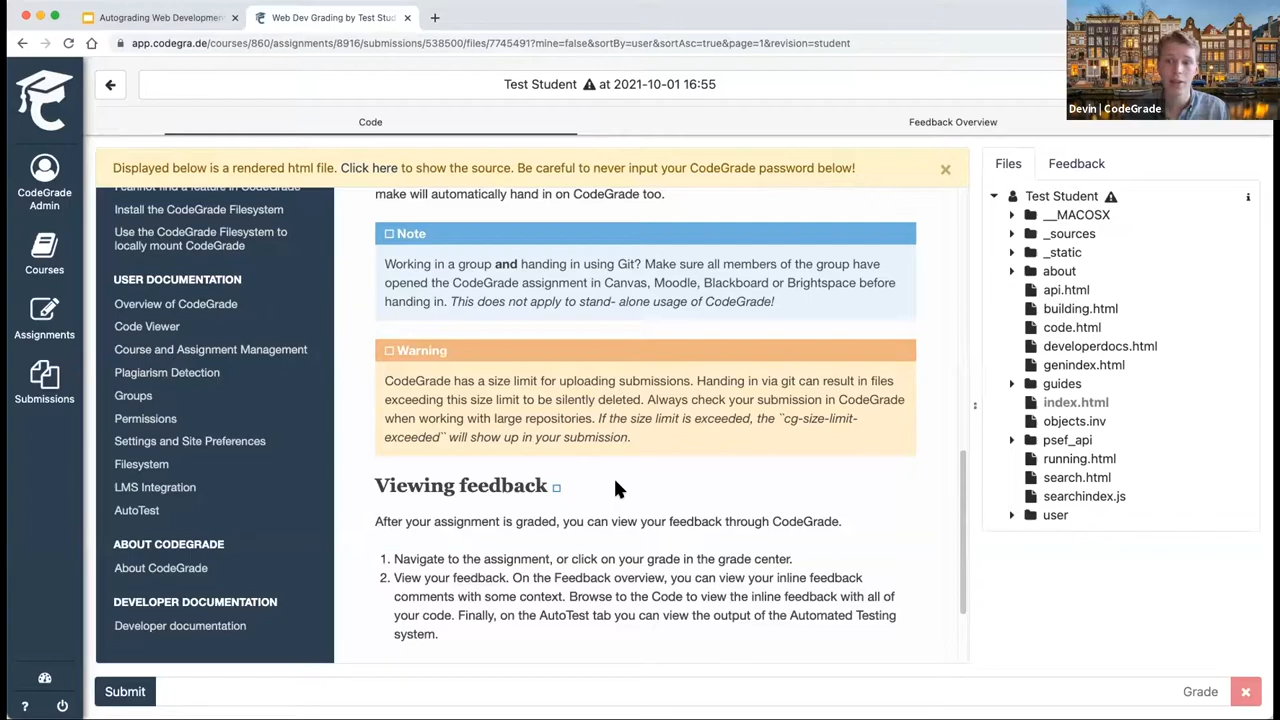 Autograding Web Developmen
Web Dev Grading by Test Stud
app.codegra.de/courses/860/assignments/8916/submissions/538500/files/7745491?mine=false&sortBy=user&sortAsc=true&page=1&revision=student
Devin | CodeGrade
Test Student at 2021-10-01 16:55
Code
Feedback Overview
CodeGrade
Admin
Courses
Assignments
Submissions
?
Displayed below is a rendered html file. Click here to show the source. Be careful to never input your CodeGrade password below!
I cannot find a feature in CodeGrade
Install the CodeGrade Filesystem
Use the CodeGrade Filesystem to
locally mount CodeGrade
USER DOCUMENTATION
Overview of CodeGrade
Code Viewer
Course and Assignment Management
Plagiarism Detection
Groups
Permissions
Settings and Site Preferences
Filesystem
LMS Integration
AutoTest
ABOUT CODEGRADE
About CodeGrade
DEVELOPER DOCUMENTATION
Developer documentation
make will automatically hand in on CodeGrade too.
Note
Working in a group and handing in using Git? Make sure all members of the group have
opened the CodeGrade assignment in Canvas, Moodle, Blackboard or Brightspace before
handing in. This does not apply to stand- alone usage of CodeGrade!
Warning
CodeGrade has a size limit for uploading submissions. Handing in via git can result in files
exceeding this size limit to be silently deleted. Always check your submission in CodeGrade
when working with large repositories. If the size limit is exceeded, the ``cg-size-limit-
exceeded`` will show up in your submission.
Viewing feedback
After your assignment is graded, you can view your feedback through CodeGrade.
1. Navigate to the assignment, or click on your grade in the grade center.
2. View your feedback. On the Feedback overview, you can view your inline feedback
comments with some context. Browse to the Code to view the inline feedback with all of
your code. Finally, on the AutoTest tab you can view the output of the Automated Testing
system.
Files
Feedback
Test Student
__MACOSX
_sources
_static
about
api.html
building.html
code.html
developerdocs.html
genindex.html
guides
index.html
objects.inv
psef_api
running.html
search.html
searchindex.js
user
Submit
Grade